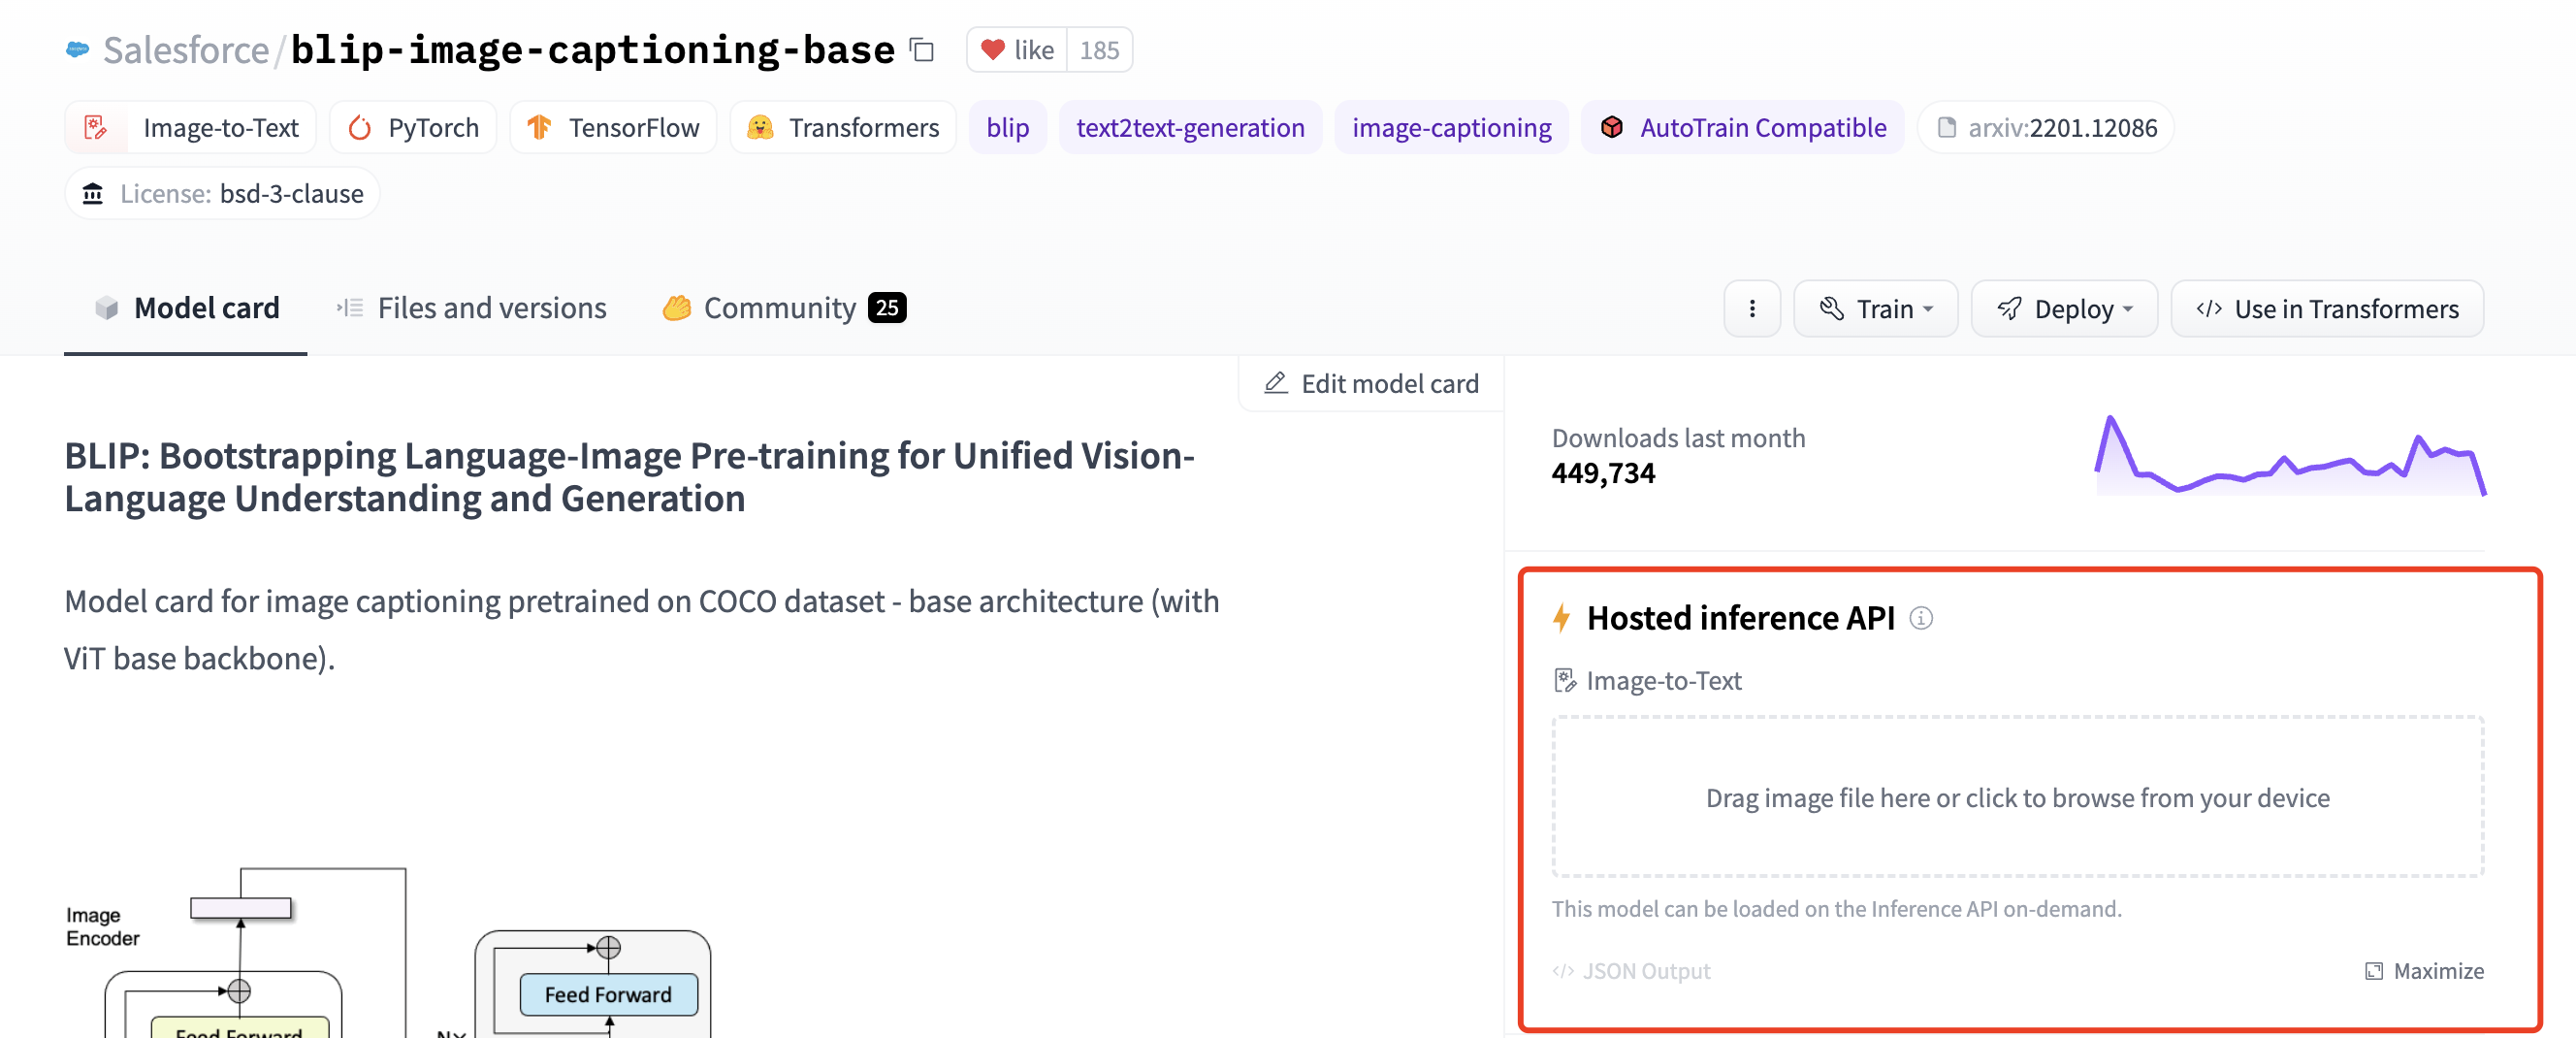 Salesforce/blip-image-captioning-base like 185
Image-to-Text PyTorch TensorFlow Transformers blip text2text-generation image-captioning AutoTrain Compatible arxiv:2201.12086
License: bsd-3-clause
Model card Files and versions Community 25 Train Deploy </> Use in Transformers
Edit model card
BLIP: Bootstrapping Language-Image Pre-training for Unified Vision-
Language Understanding and Generation
Model card for image captioning pretrained on COCO dataset - base architecture (with
ViT base backbone).
Image
Encoder
Feed Forward
Feed Forward
N×
Downloads last month
449,734
Hosted inference API
Image-to-Text
Drag image file here or click to browse from your device
This model can be loaded on the Inference API on-demand.
</> JSON Output Maximize